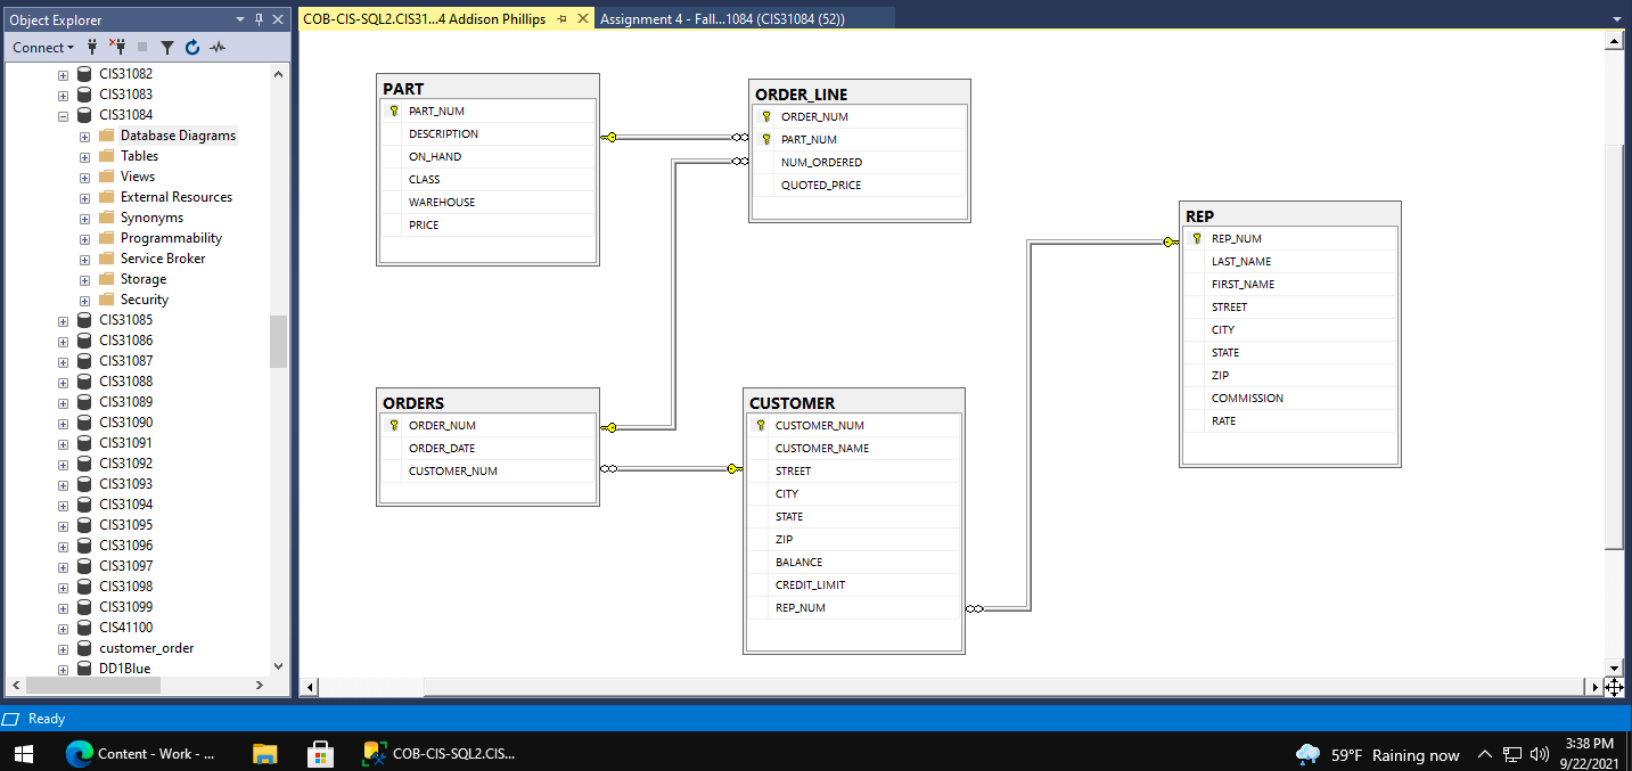 Object Explorer
Connect
CIS31082
CIS31083
CIS31084
Database Diagrams
Tables
Views
External Resources
Synonyms
Programmability
Service Broker
Storage
Security
CIS31085
CIS31086
CIS31087
CIS31088
CIS31089
CIS31090
CIS31091
CIS31092
CIS31093
CIS31094
CIS31095
CIS31096
CIS31097
CIS31098
CIS31099
CIS41100
customer_order
DD1Blue
COB-CIS-SQL2.CIS31...4 Addison Phillips
Assignment 4 - Fall...1084 (CIS31084 (52))
PART
PART_NUM
DESCRIPTION
ON_HAND
CLASS
WAREHOUSE
PRICE
ORDER_LINE
ORDER_NUM
PART_NUM
NUM_ORDERED
QUOTED_PRICE
REP
REP_NUM
LAST_NAME
FIRST_NAME
STREET
CITY
STATE
ZIP
COMMISSION
RATE
ORDERS
ORDER_NUM
ORDER_DATE
CUSTOMER_NUM
CUSTOMER
CUSTOMER_NUM
CUSTOMER_NAME
STREET
CITY
STATE
ZIP
BALANCE
CREDIT_LIMIT
REP_NUM
Ready
Content - Work - ...
COB-CIS-SQL2.CIS...
59°F Raining now
3:38 PM
9/22/2021